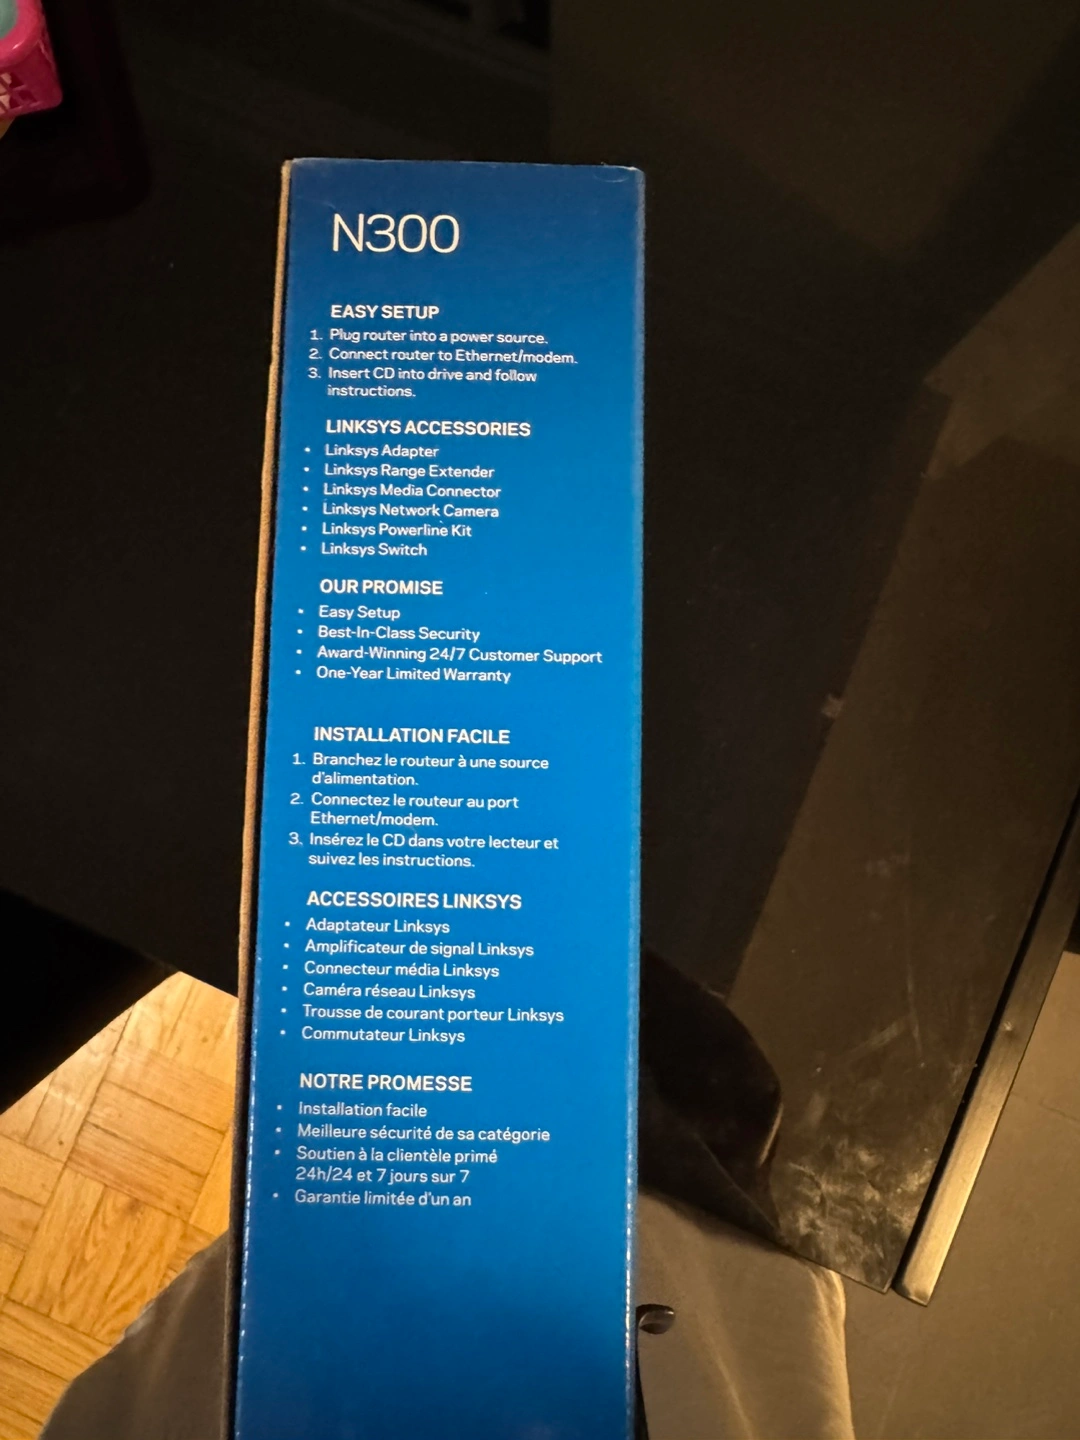 N300
EASY SETUP
1. Plug router into a power source.
2. Connect router to Ethernet/modem.
3. Insert CD into drive and follow
instructions.
LINKSYS ACCESSORIES
• Linksys Adapter
• Linksys Range Extender
• Linksys Media Connector
• Linksys Network Camera
• Linksys Powerline Kit
• Linksys Switch
OUR PROMISE
• Easy Setup
• Best-In-Class Security
• Award-Winning 24/7 Customer Support
• One-Year Limited Warranty
INSTALLATION FACILE
1. Branchez le routeur à une source
d'alimentation.
2. Connectez le routeur au port
Ethernet/modem.
3. Insérez le CD dans votre lecteur et
suivez les instructions.
ACCESSOIRES LINKSYS
• Adaptateur Linksys
• Amplificateur de signal Linksys
• Connecteur média Linksys
• Caméra réseau Linksys
• Trousse de courant porteur Linksys
• Commutateur Linksys
NOTRE PROMESSE
• Installation facile
• Meilleure sécurité de sa catégorie
• Soutien à la clientèle primé
24h/24 et 7 jours sur 7
• Garantie limitée d'un an